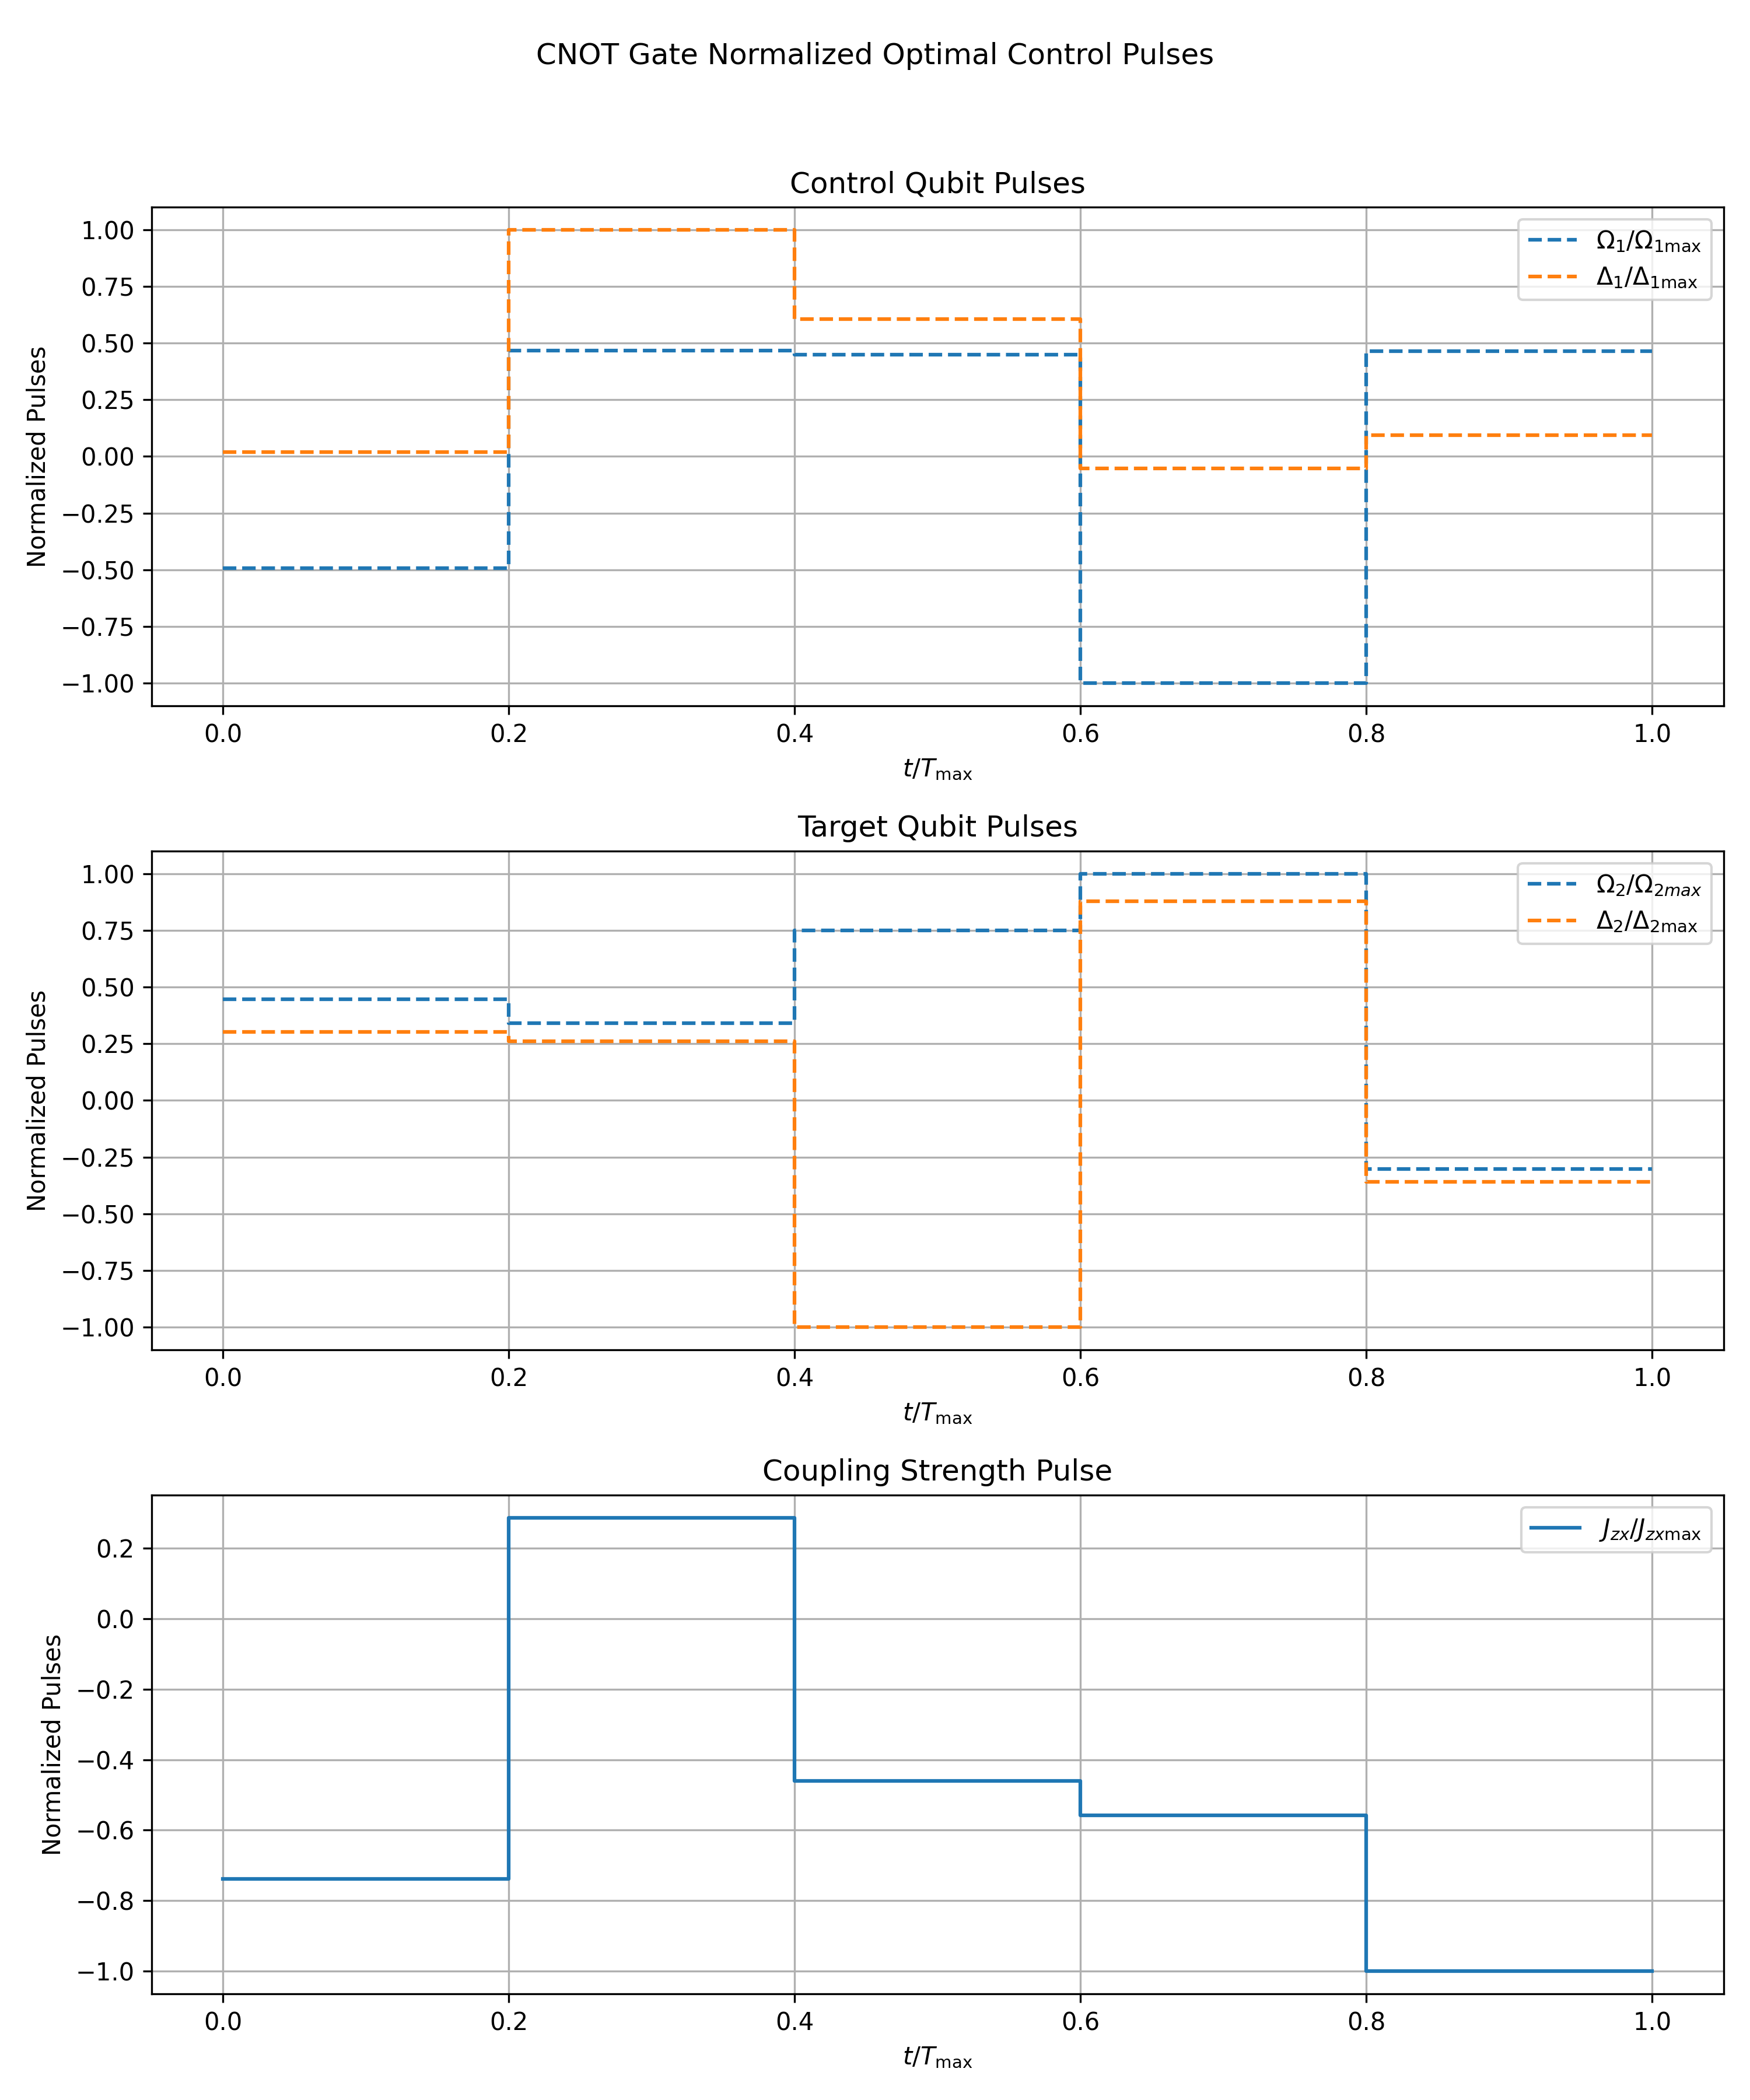 CNOT Gate Normalized Optimal Control Pulses
Control Qubit Pulses
1.00
0.75
0.50
0.25
0.00
−0.25
−0.50
−0.75
−1.00
Normalized Pulses
Ω₁/Ω₁max
Δ₁/Δ₁max
0.0 0.2 0.4 0.6 0.8 1.0
t/Tmax
Target Qubit Pulses
1.00
0.75
0.50
0.25
0.00
−0.25
−0.50
−0.75
−1.00
Normalized Pulses
Ω₂/Ω₂max
Δ₂/Δ₂max
0.0 0.2 0.4 0.6 0.8 1.0
t/Tmax
Coupling Strength Pulse
0.2
0.0
−0.2
−0.4
−0.6
−0.8
−1.0
Normalized Pulses
Jzx/Jzxmax
0.0 0.2 0.4 0.6 0.8 1.0
t/Tmax